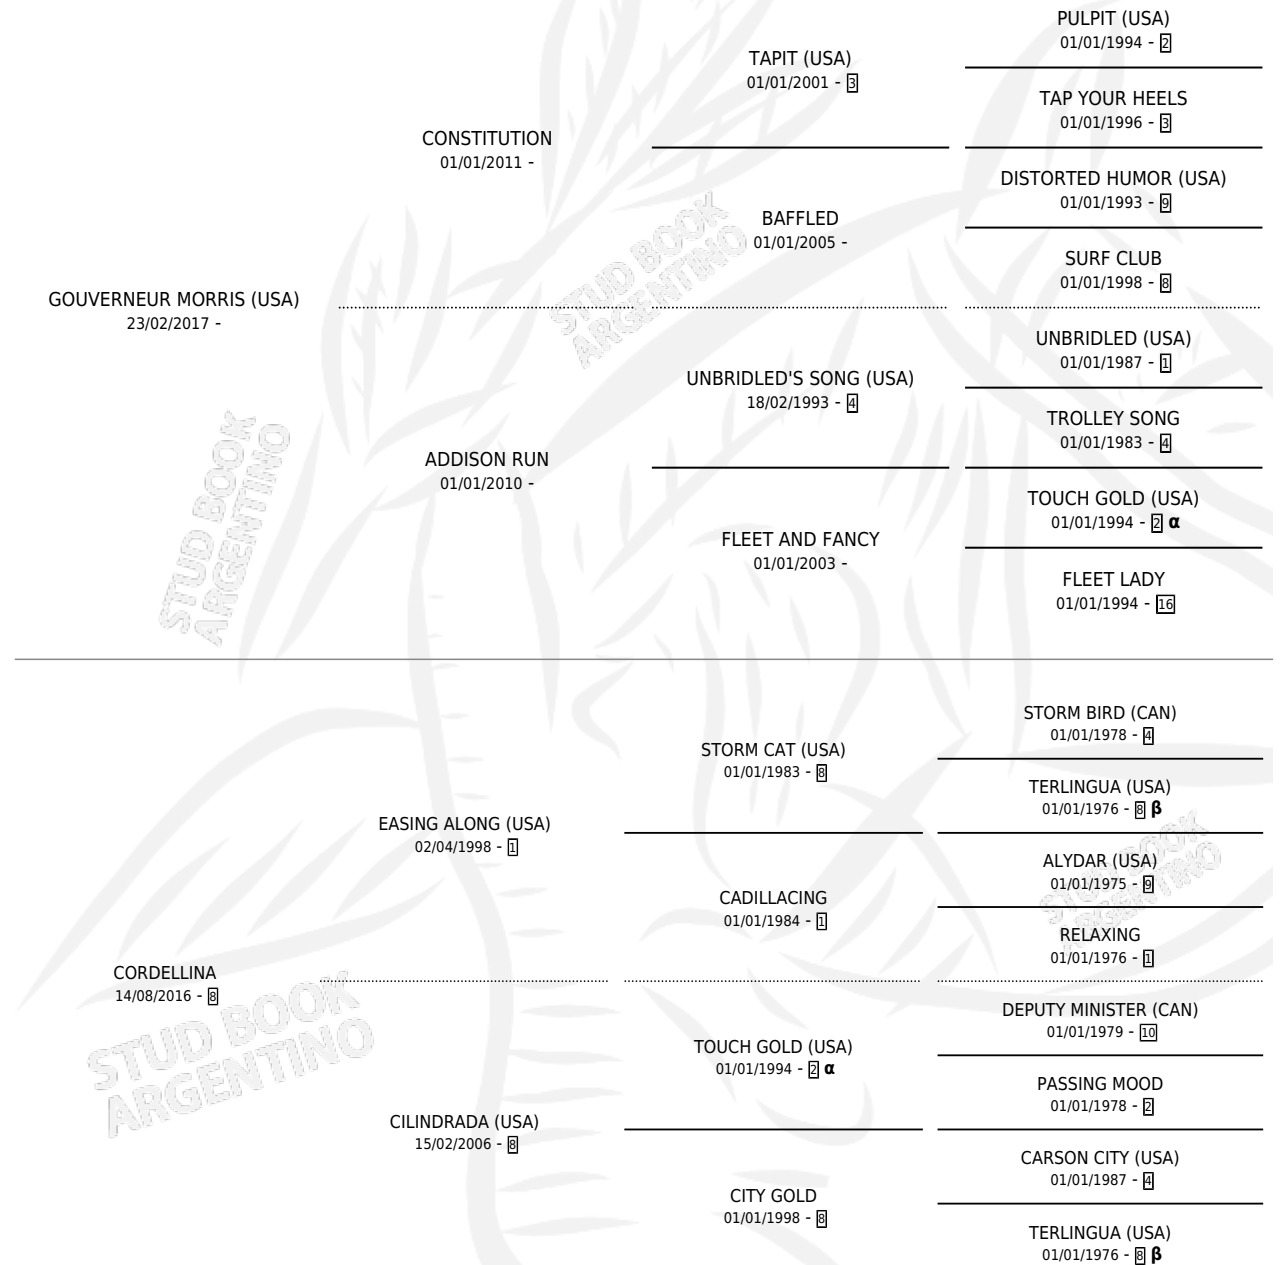 PULPIT (USA)
01/01/1994 - 2
TAPIT (USA)
01/01/2001 - 3
TAP YOUR HEELS
01/01/1996 - 3
CONSTITUTION
01/01/2011 -
DISTORTED HUMOR (USA)
01/01/1993 - 9
BAFFLED
01/01/2005 -
SURF CLUB
01/01/1998 - 8
GOUVERNEUR MORRIS (USA)
23/02/2017 -
UNBRIDLED (USA)
01/01/1987 - 1
UNBRIDLED'S SONG (USA)
18/02/1993 - 4
TROLLEY SONG
01/01/1983 - 4
ADDISON RUN
01/01/2010 -
TOUCH GOLD (USA)
01/01/1994 - 2 α
FLEET AND FANCY
01/01/2003 -
FLEET LADY
01/01/1994 - 16
STORM BIRD (CAN)
01/01/1978 - 4
STORM CAT (USA)
01/01/1983 - 8
TERLINGUA (USA)
01/01/1976 - 8 β
EASING ALONG (USA)
02/04/1998 - 1
ALYDAR (USA)
01/01/1975 - 9
CADILLACING
01/01/1984 - 1
RELAXING
01/01/1976 - 1
CORDELLINA
14/08/2016 - 8
DEPUTY MINISTER (CAN)
01/01/1979 - 10
TOUCH GOLD (USA)
01/01/1994 - 2 α
PASSING MOOD
01/01/1978 - 2
CILINDRADA (USA)
15/02/2006 - 8
CARSON CITY (USA)
01/01/1987 - 4
CITY GOLD
01/01/1998 - 8
TERLINGUA (USA)
01/01/1976 - 8 β
STUD BOOK
ARGENTINO
STUD BOOK
ARGENTINO
STUD BOOK
ARGENTINO
STUD BOOK
ARGENTINO